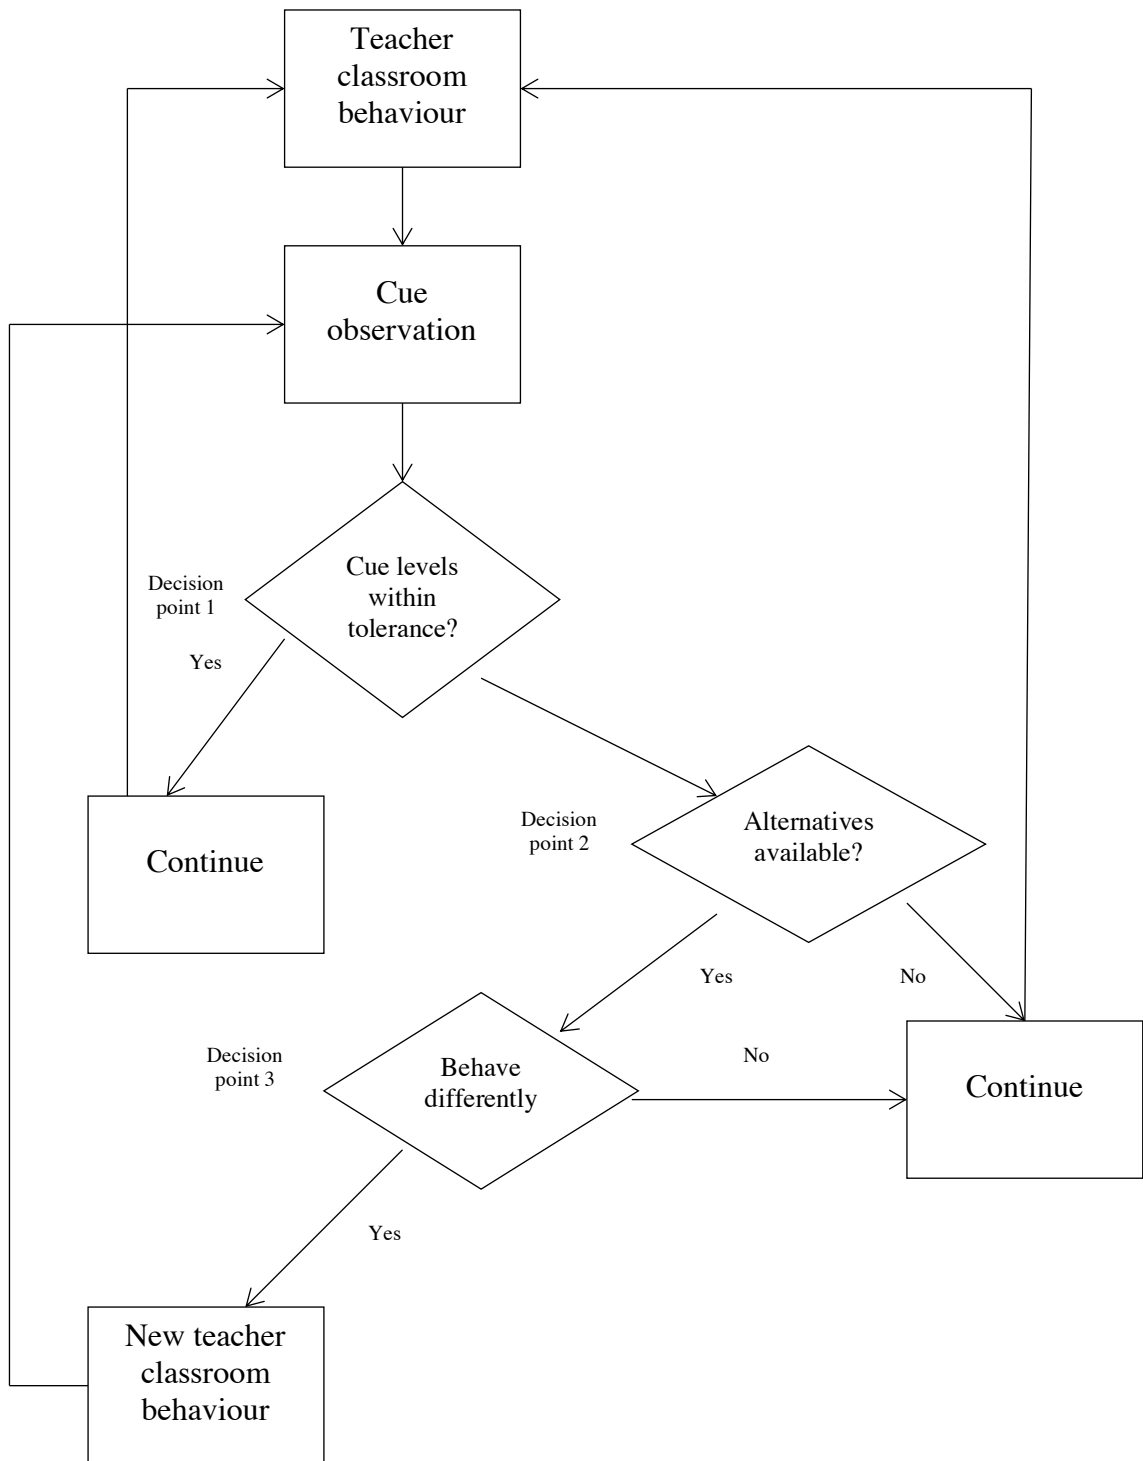 Teacher
classroom
behaviour
Cue
observation
Cue levels
within
tolerance?
Decision
point 1
Yes
Alternatives
available?
Decision
point 2
Continue
Yes
No
Behave
differently
Decision
point 3
No
Continue
Yes
New teacher
classroom
behaviour